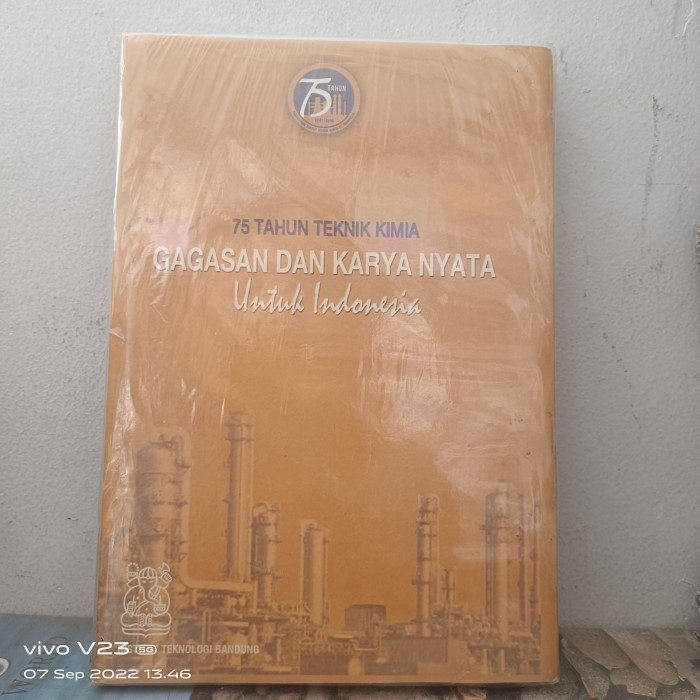 75
TAHUN
75 TAHUN TEKNIK KIMIA
GAGASAN DAN KARYA NYATA
Untuk Indonesia
TEKNOLOGI BANDUNG
vivo V23 5G
07 Sep 2022 13.46